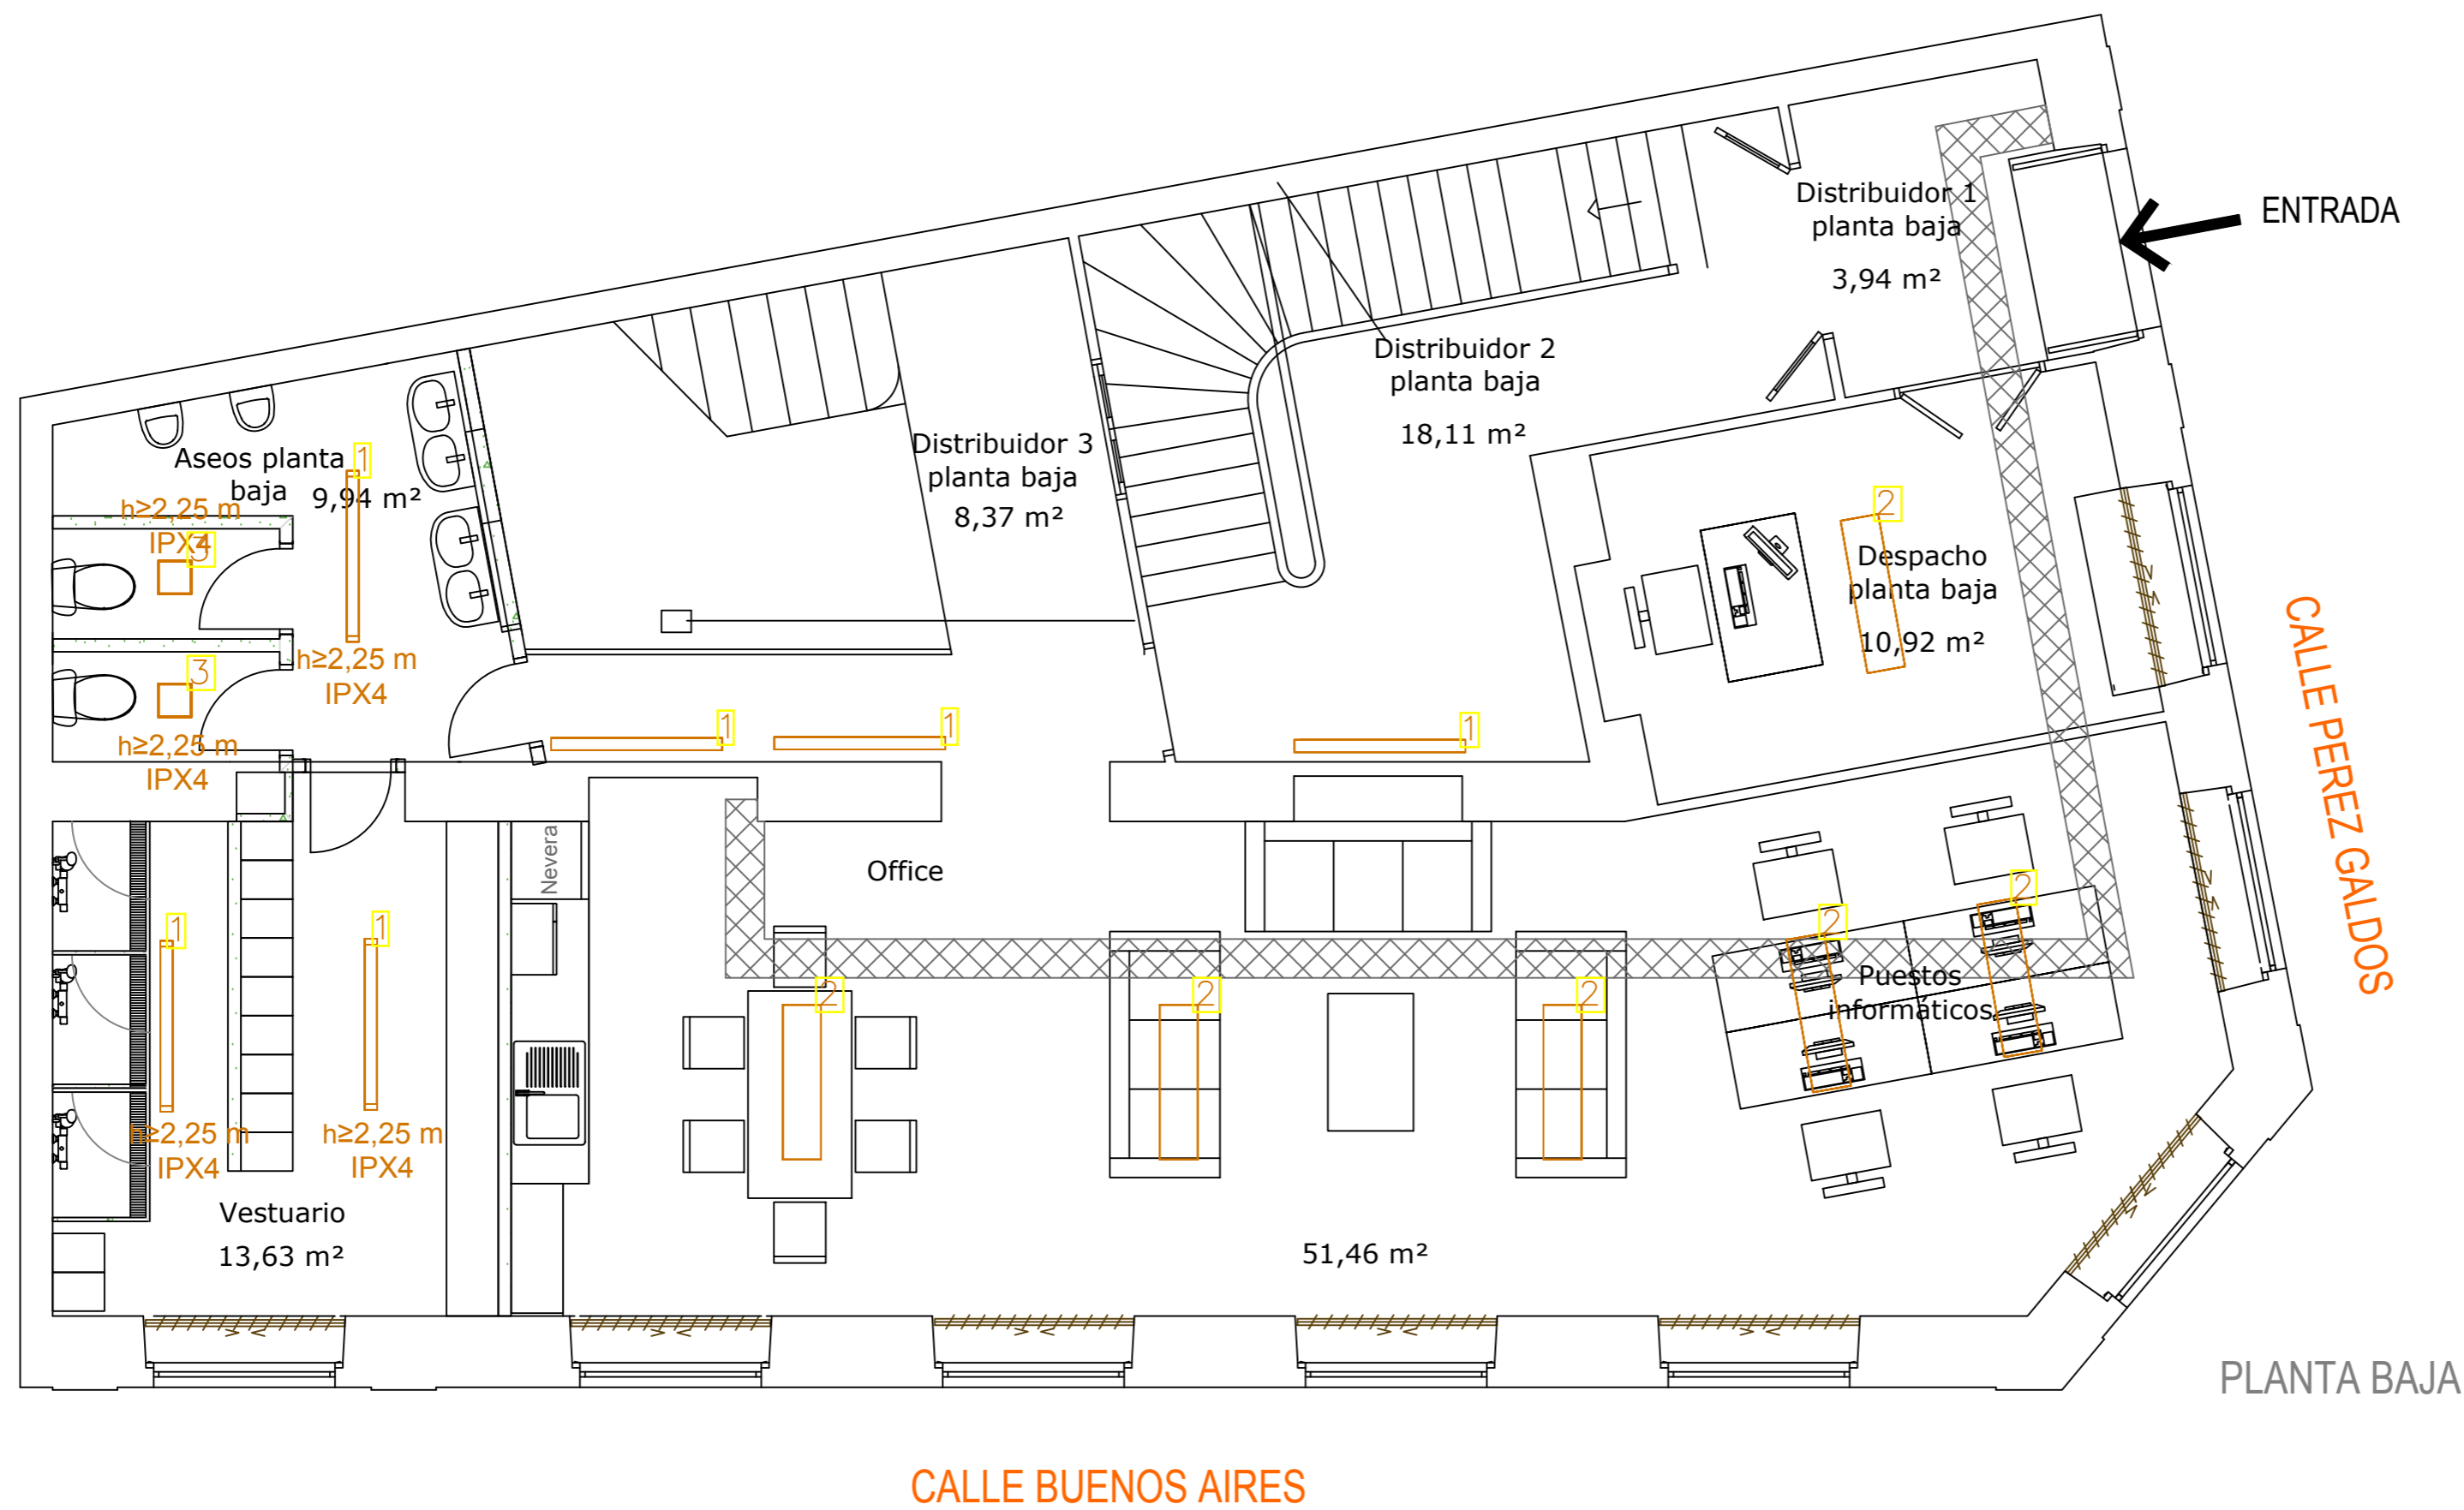 ENTRADA
Distribuidor 1
planta baja
3,94 m²
Distribuidor 2
planta baja
18,11 m²
Distribuidor 3
planta baja
8,37 m²
Aseos planta
baja 9,94 m²
1
h≥2,25 m
IPX4
3
h≥2,25 m
IPX4
3
h≥2,25 m
IPX4
2
Despacho
planta baja
10,92 m²
1
1
1
CALLE PEREZ GALDOS
Nevera
Office
1
1
h≥2,25 m
IPX4
h≥2,25 m
IPX4
Vestuario
13,63 m²
2
2
2
2
2
Puestos
informáticos
51,46 m²
PLANTA BAJA
CALLE BUENOS AIRES